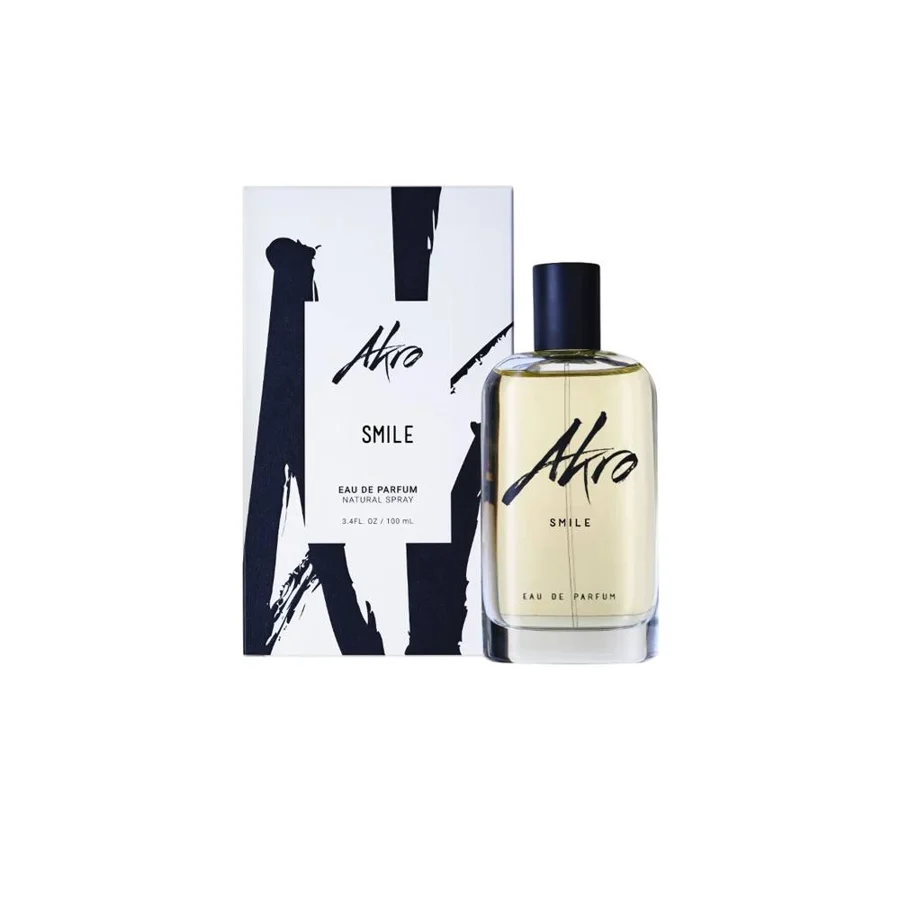 Akro
SMILE
EAU DE PARFUM
NATURAL SPRAY
3.4FL. OZ / 100 mL
Akro
SMILE
EAU DE PARFUM